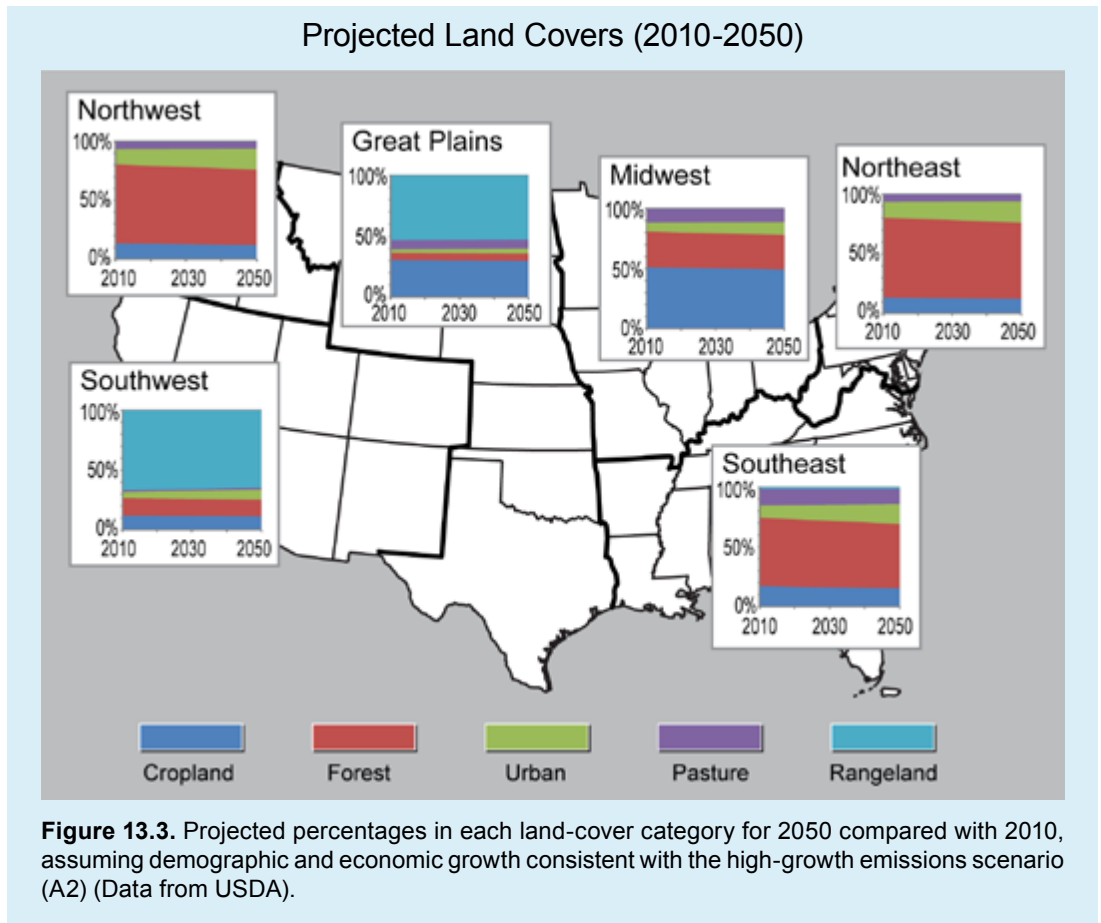 Projected Land Covers (2010-2050)
Northwest
100%
50%
0%
2010 2030 2050
Great Plains
100%
50%
0%
2010 2030 2050
Midwest
100%
50%
0%
2010 2030 2050
Northeast
100%
50%
0%
2010 2030 2050
Southwest
100%
50%
0%
2010 2030 2050
Southeast
100%
50%
0%
2010 2030 2050
Cropland Forest Urban Pasture Rangeland
Figure 13.3. Projected percentages in each land-cover category for 2050 compared with 2010,
assuming demographic and economic growth consistent with the high-growth emissions scenario
(A2) (Data from USDA).